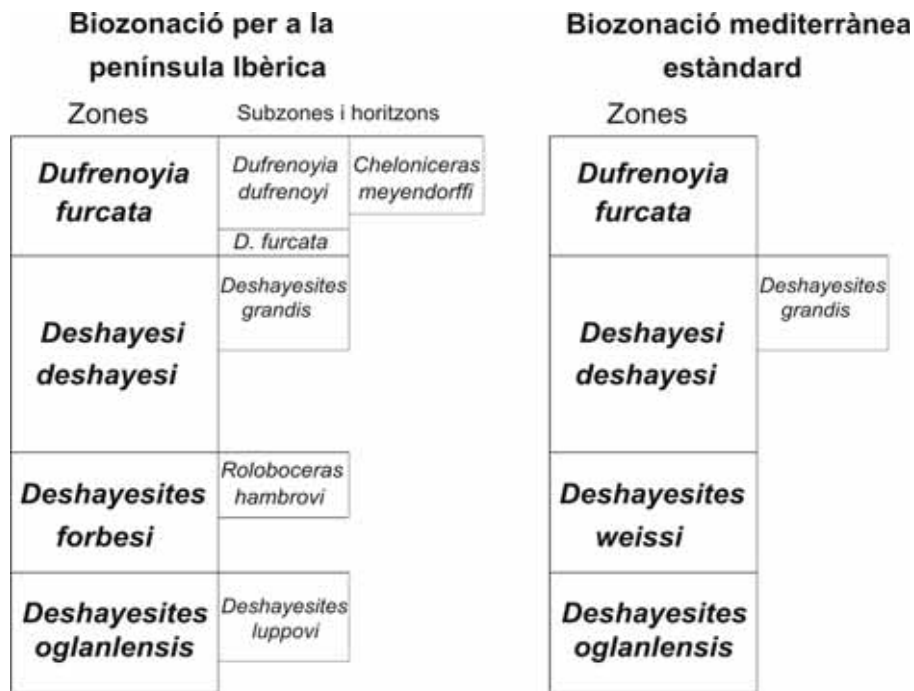 Biozonació per a la
península Ibèrica
Zones
Subzones i horitzons
Dufrenoyia
furcata
Dufrenoyia
dufrenoyi
Cheloniceras
meyendorffi
D. furcata
Deshayesi
deshayesi
Deshayesites
grandis
Deshayesites
forbesi
Roloboceras
hambrovi
Deshayesites
oglanlensis
Deshayesites
luppovi
Biozonació mediterrànea
estàndard
Zones
Dufrenoyia
furcata
Deshayesi
deshayesi
Deshayesites
grandis
Deshayesites
weissi
Deshayesites
oglanlensis